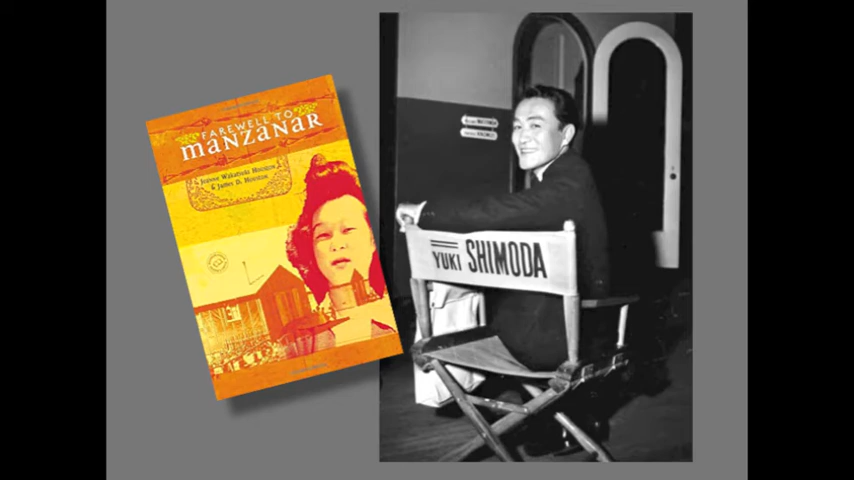 FAREWELL TO
manzanar
Jeanne Wakatsuki Houston
& James D. Houston
YUKI SHIMODA